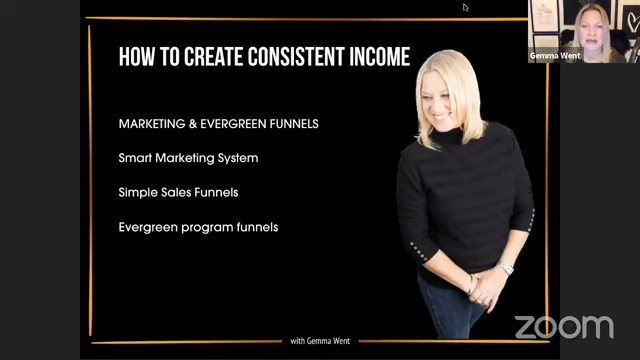 HOW TO CREATE CONSISTENT INCOME
Gemma Went
MARKETING & EVERGREEN FUNNELS
Smart Marketing System
Simple Sales Funnels
Evergreen program funnels
with Gemma Went
zoom